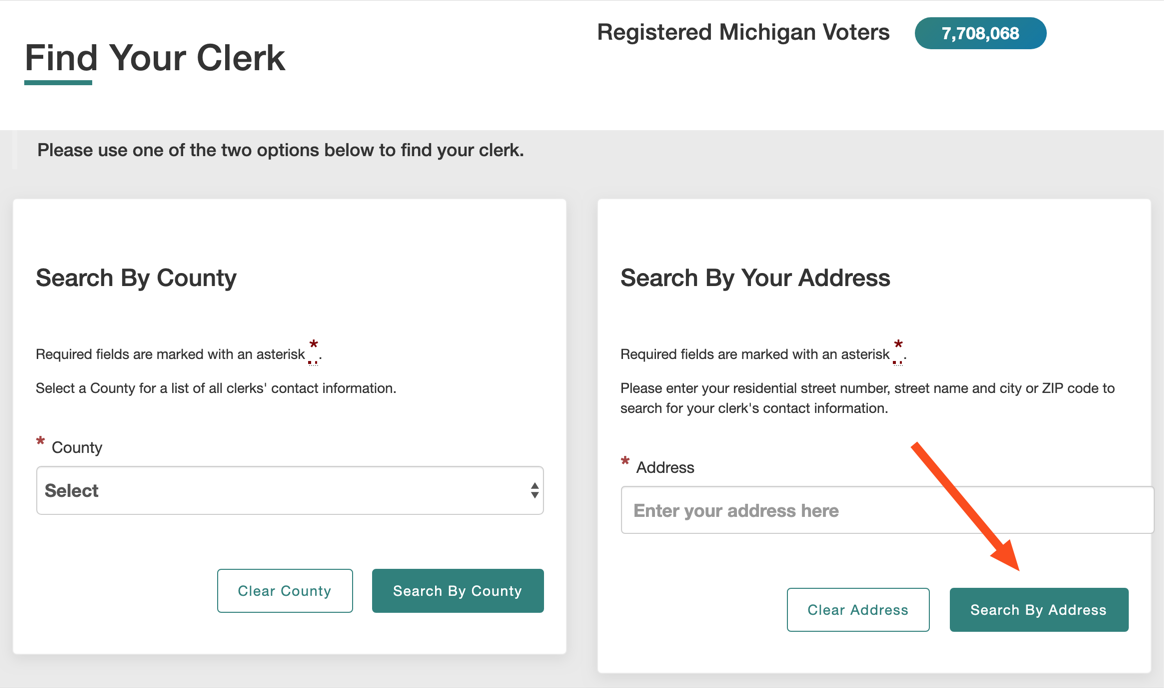 Find Your Clerk
Registered Michigan Voters
7,708,068
Please use one of the two options below to find your clerk.
Search By County
Required fields are marked with an asterisk * .
Select a County for a list of all clerks' contact information.
* County
Select
Clear County
Search By County
Search By Your Address
Required fields are marked with an asterisk * .
Please enter your residential street number, street name and city or ZIP code to
search for your clerk's contact information.
* Address
Enter your address here
Clear Address
Search By Address